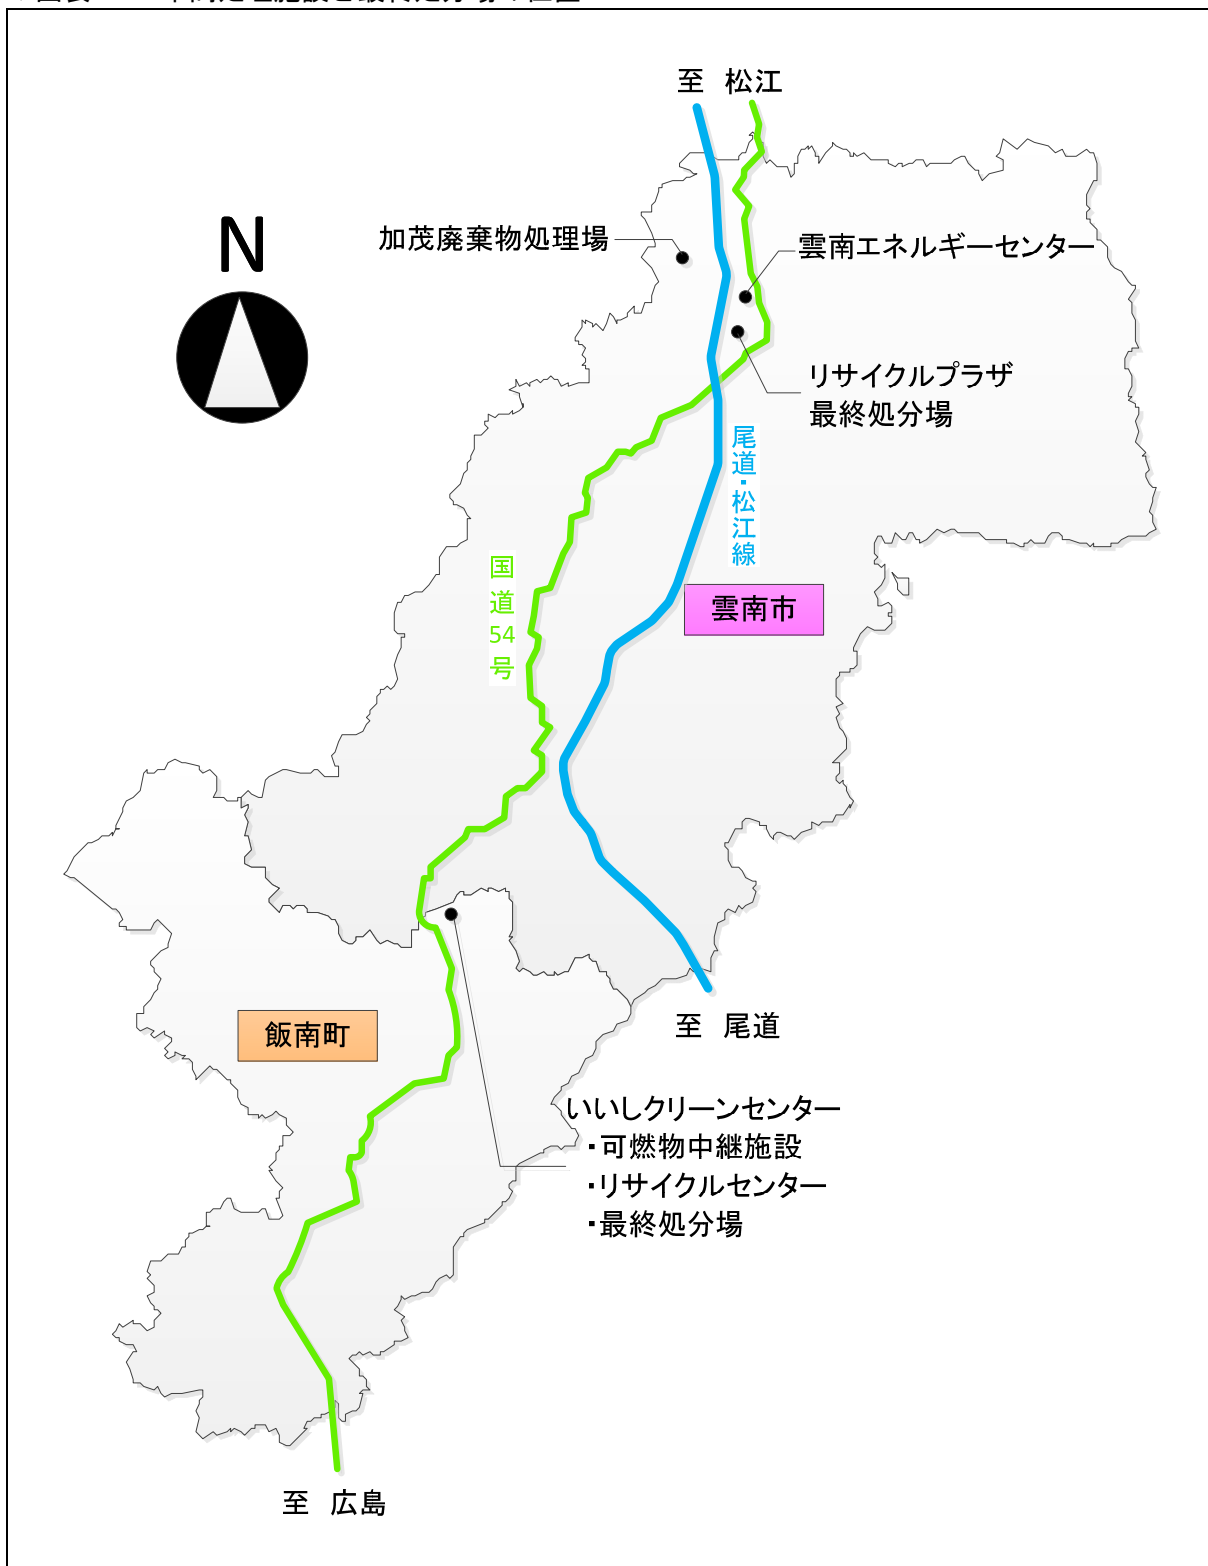 至 松江
N
加茂廃棄物処理場
雲南エネルギーセンター
リサイクルプラザ
最終処分場
尾道・松江線
国道54号
雲南市
飯南町
至 尾道
いいしクリーンセンター
・可燃物中継施設
・リサイクルセンター
・最終処分場
至 広島